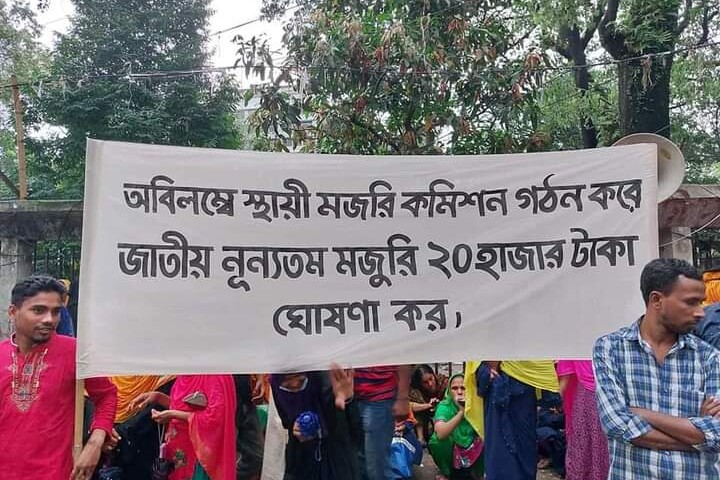 অবিলম্বে স্থায়ী মজরি কমিশন গঠন করে
জাতীয় নূন্যতম মজুরি ২০হাজার টাকা
ঘোষণা কর,